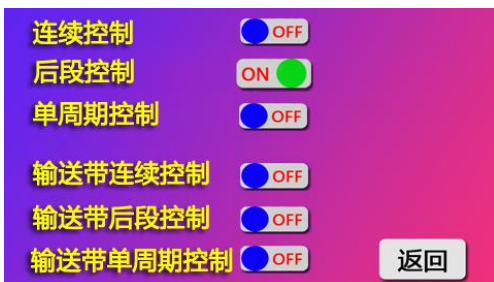 连续控制 OFF
后段控制 ON
单周期控制 OFF
输送带连续控制 OFF
输送带后段控制 OFF
输送带单周期控制 OFF 返回